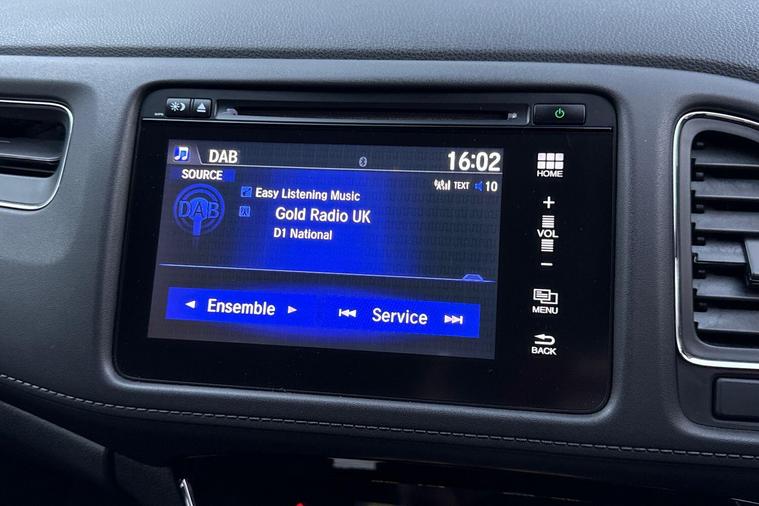 DAB
16:02
SOURCE
TEXT
10
DAB
Easy Listening Music
Gold Radio UK
D1 National
Ensemble
Service
HOME
+
VOL
−
MENU
BACK